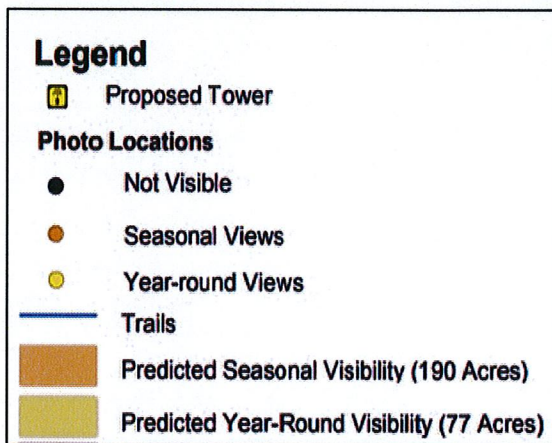 Legend
Proposed Tower
Photo Locations
Not Visible
Seasonal Views
Year-round Views
Trails
Predicted Seasonal Visibility (190 Acres)
Predicted Year-Round Visibility (77 Acres)